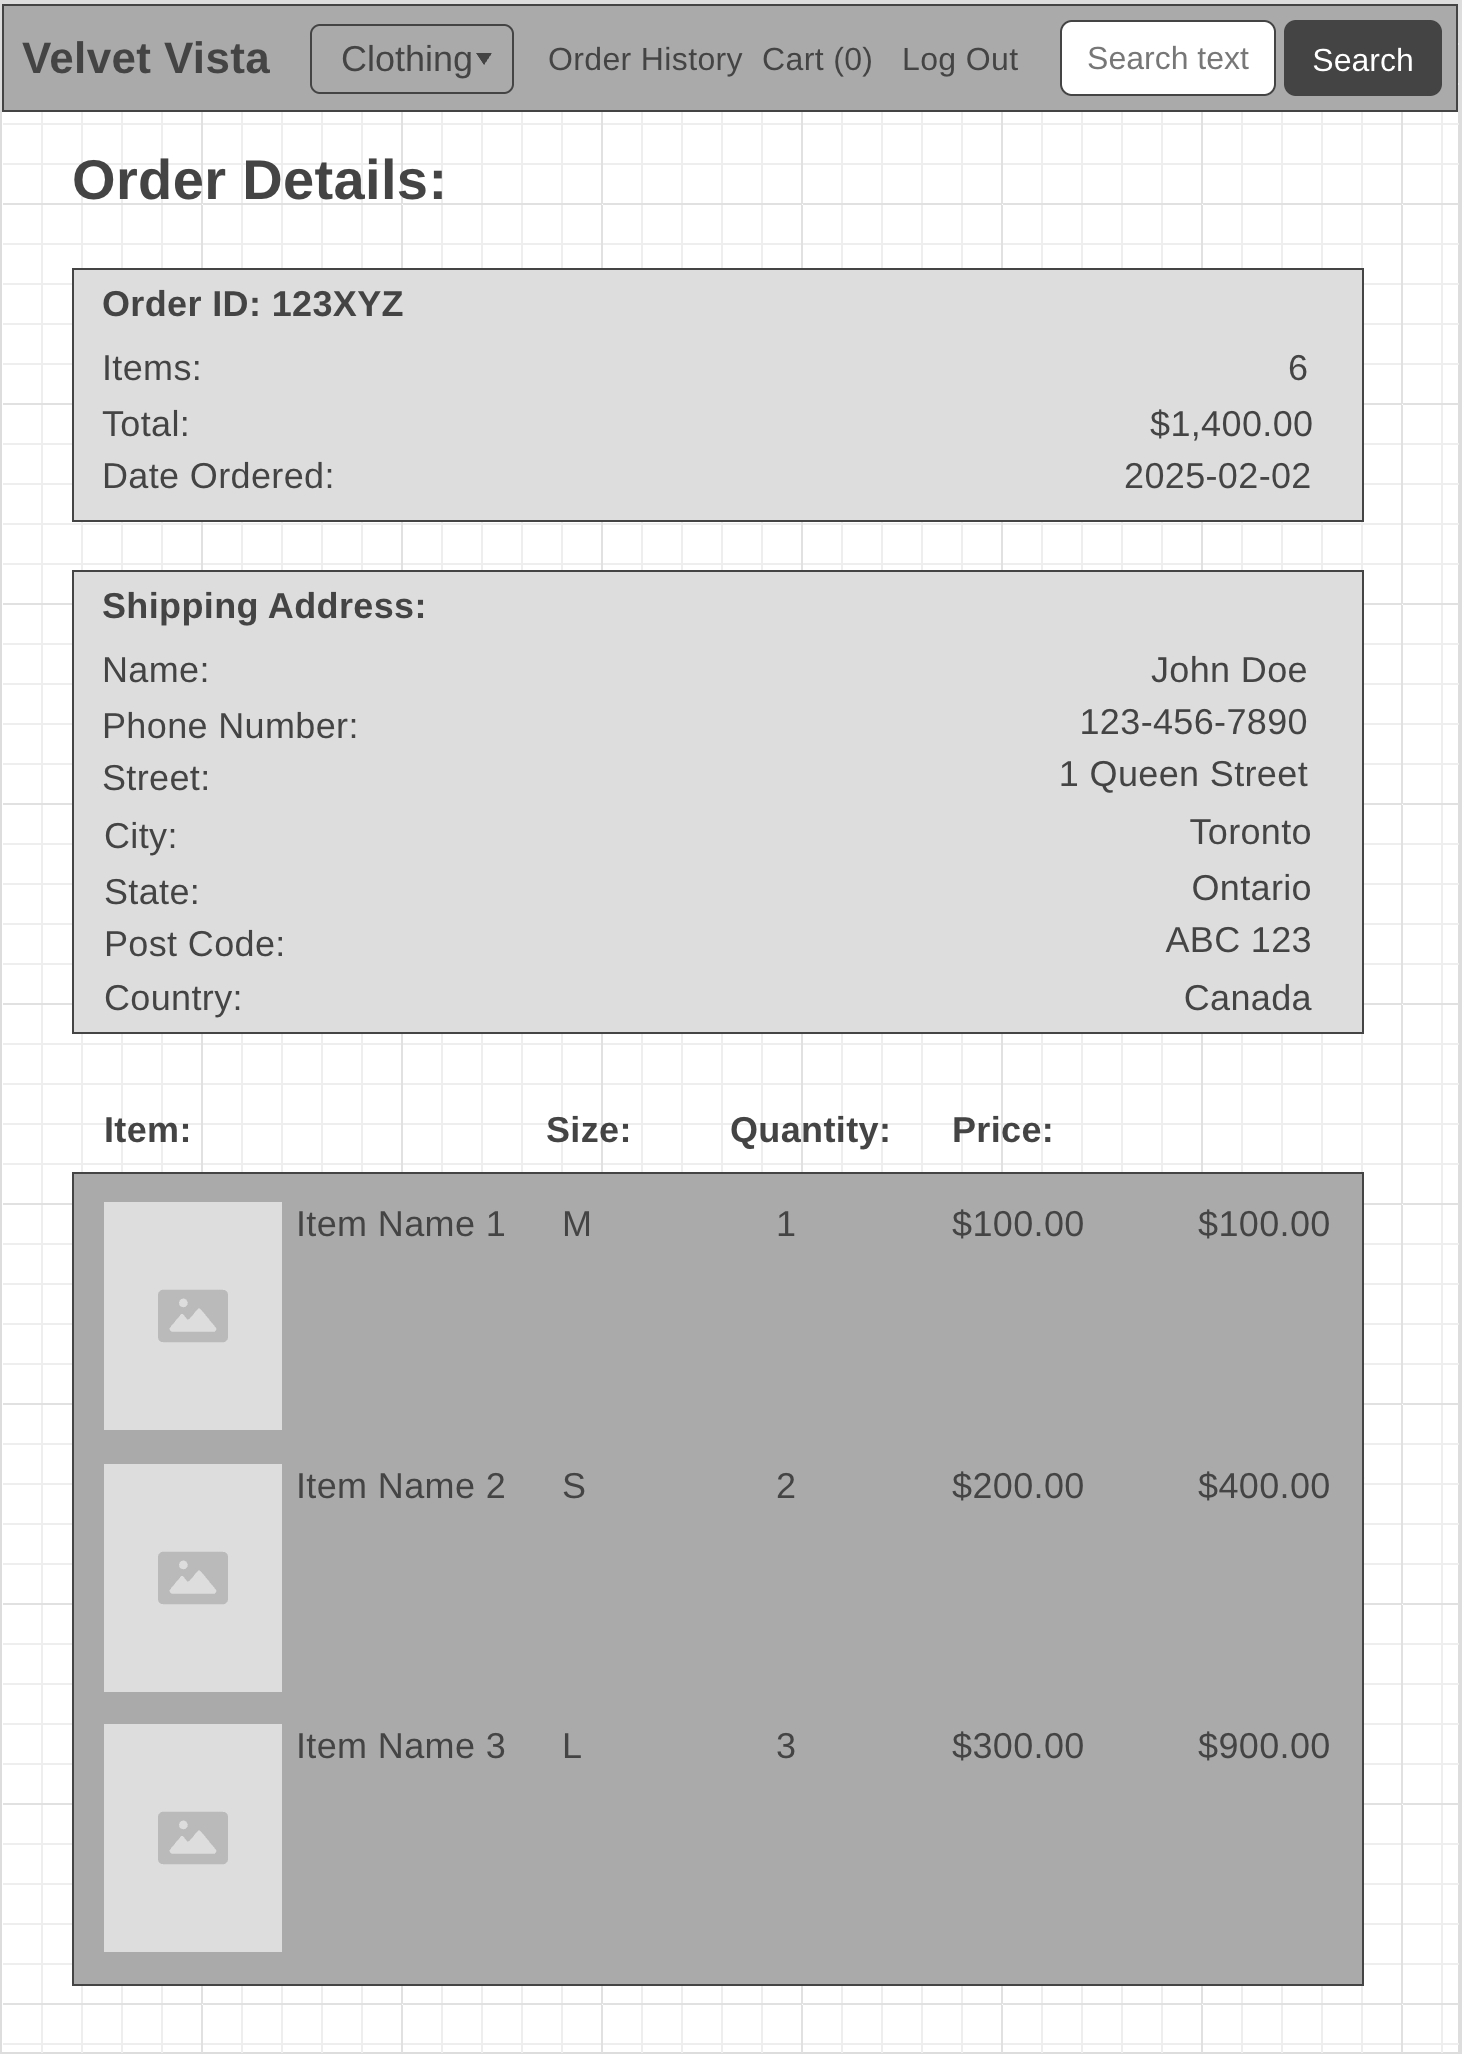 Velvet Vista Clothing Order History Cart (0) Log Out Search text Search
Order Details:
Order ID: 123XYZ
Items: 6
Total: $1,400.00
Date Ordered: 2025-02-02
Shipping Address:
Name: John Doe
Phone Number: 123-456-7890
Street: 1 Queen Street
City: Toronto
State: Ontario
Post Code: ABC 123
Country: Canada
Item: Size: Quantity: Price:
Item Name 1 M 1 $100.00 $100.00
Item Name 2 S 2 $200.00 $400.00
Item Name 3 L 3 $300.00 $900.00